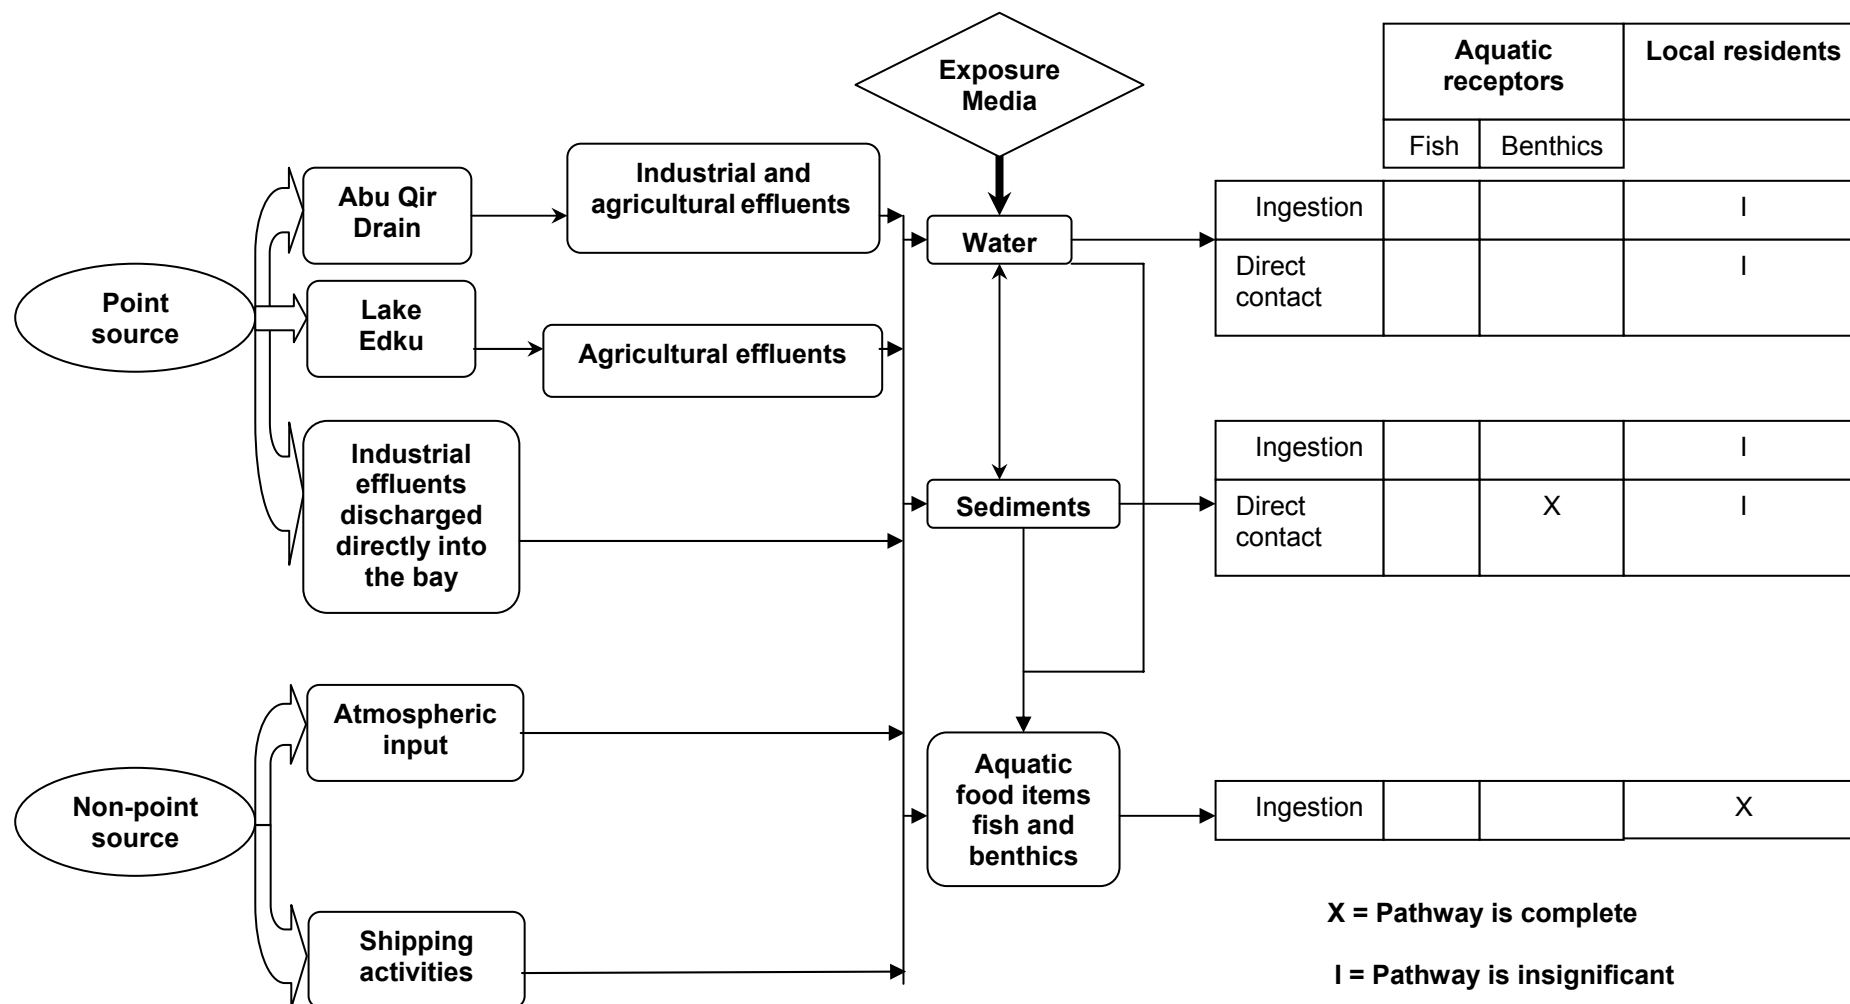 Exposure
Media
Aquatic
receptors
Local residents
Fish
Benthics
Point
source
Abu Qir
Drain
Industrial and
agricultural effluents
Lake
Edku
Agricultural effluents
Industrial
effluents
discharged
directly into
the bay
Non-point
source
Atmospheric
input
Shipping
activities
Water
Sediments
Aquatic
food items
fish and
benthics
Ingestion
I
Direct
contact
I
Ingestion
I
Direct
contact
X
I
Ingestion
X
X = Pathway is complete
I = Pathway is insignificant